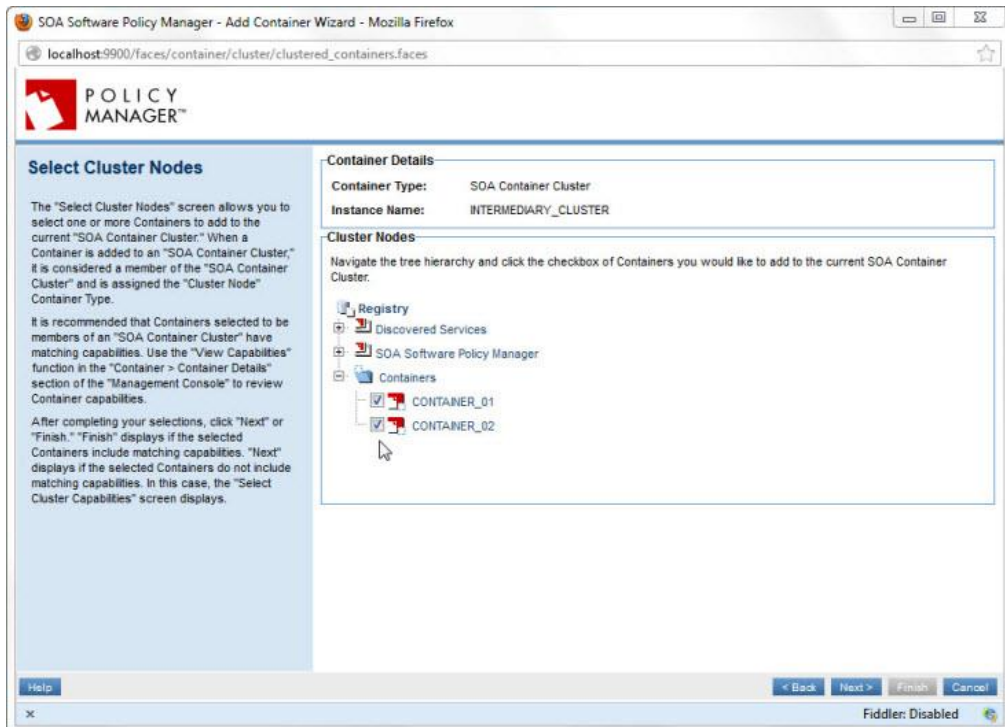 SOA Software Policy Manager - Add Container Wizard - Mozilla Firefox
localhost:9900/faces/container/cluster/clustered_containers.faces
POLICY
MANAGER™
Select Cluster Nodes
The "Select Cluster Nodes" screen allows you to
select one or more Containers to add to the
current "SOA Container Cluster." When a
Container is added to an "SOA Container Cluster,"
it is considered a member of the "SOA Container
Cluster" and is assigned the "Cluster Node"
Container Type.
It is recommended that Containers selected to be
members of an "SOA Container Cluster" have
matching capabilities. Use the "View Capabilities"
function in the "Container > Container Details"
section of the "Management Console" to review
Container capabilities.
After completing your selections, click "Next" or
"Finish." "Finish" displays if the selected
Containers include matching capabilities. "Next"
displays if the selected Containers do not include
matching capabilities. In this case, the "Select
Cluster Capabilities" screen displays.
Container Details
Container Type: SOA Container Cluster
Instance Name: INTERMEDIARY_CLUSTER
Cluster Nodes
Navigate the tree hierarchy and click the checkbox of Containers you would like to add to the current SOA Container
Cluster.
Registry
Discovered Services
SOA Software Policy Manager
Containers
CONTAINER_01
CONTAINER_02
Help
< Back Next > Finish Cancel
Fiddler: Disabled